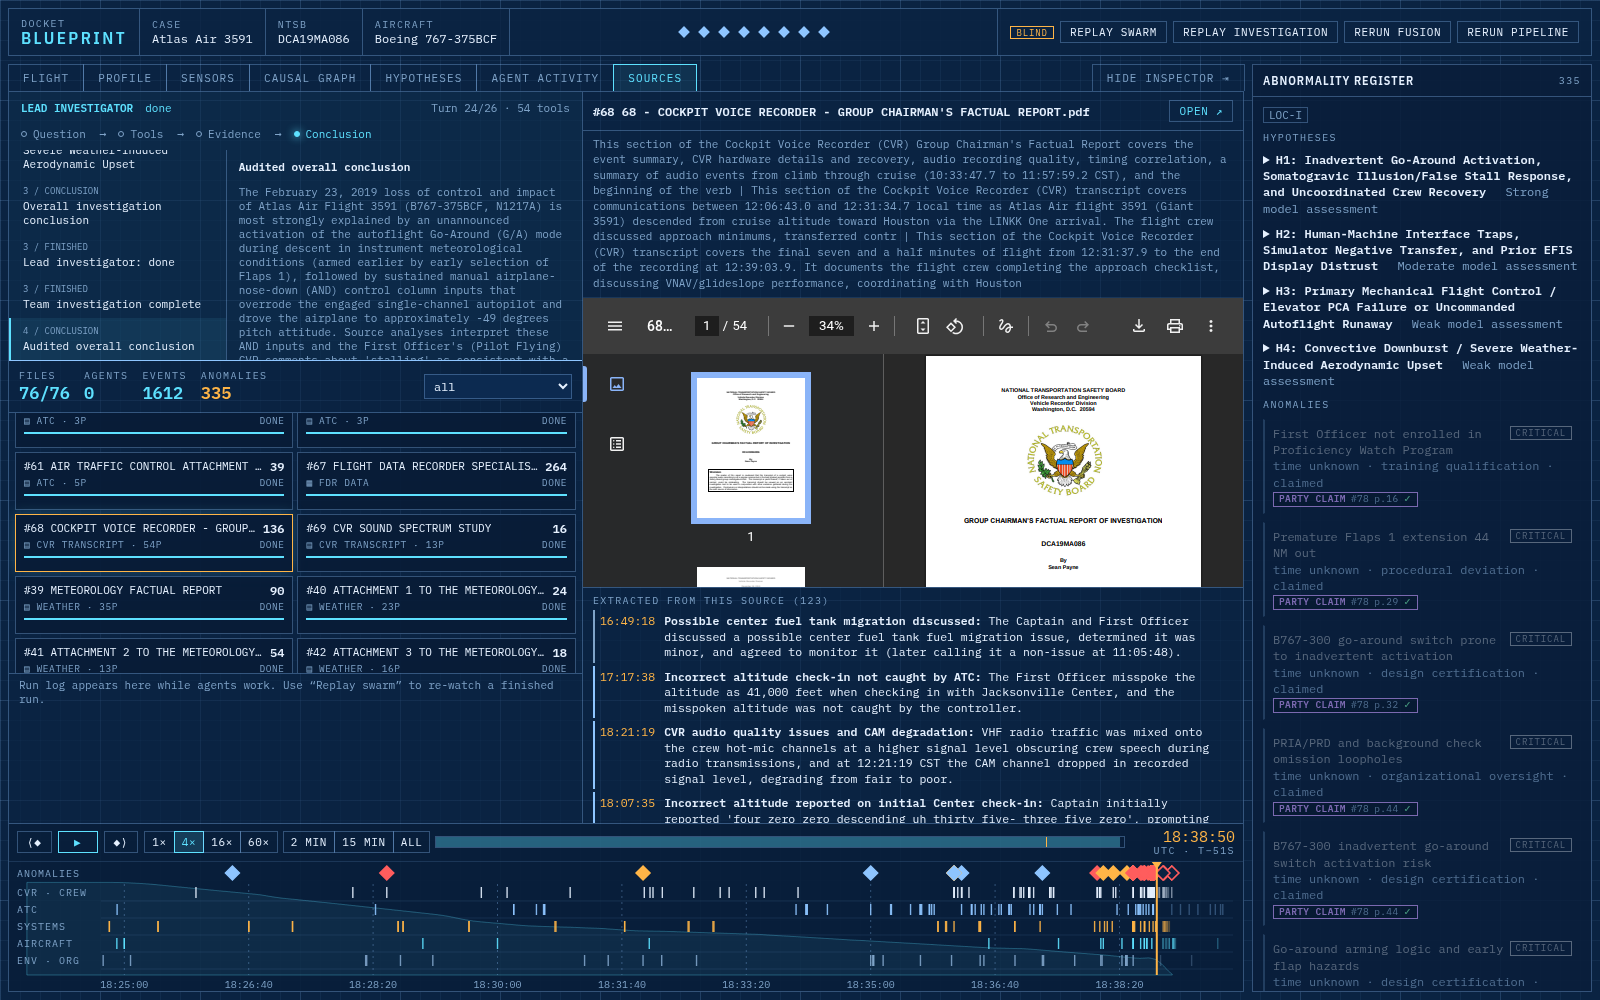 DOCKET
BLUEPRINT
CASE
Atlas Air 3591
NTSB
DCA19MA086
AIRCRAFT
Boeing 767-375BCF
BLIND
REPLAY SWARM
REPLAY INVESTIGATION
RERUN FUSION
RERUN PIPELINE
FLIGHT
PROFILE
SENSORS
CAUSAL GRAPH
HYPOTHESES
AGENT ACTIVITY
SOURCES
HIDE INSPECTOR ⇥
LEAD INVESTIGATOR done
Turn 24/26 · 54 tools
Question → Tools → Evidence → Conclusion
Severe Weather-Induced
Aerodynamic Upset
3 / CONCLUSION
Overall investigation
conclusion
3 / FINISHED
Lead investigator: done
3 / FINISHED
Team investigation complete
4 / CONCLUSION
Audited overall conclusion
Audited overall conclusion
The February 23, 2019 loss of control and impact
of Atlas Air Flight 3591 (B767-375BCF, N1217A) is
most strongly explained by an unannounced
activation of the autoflight Go-Around (G/A) mode
during descent in instrument meteorological
conditions (armed earlier by early selection of
Flaps 1), followed by sustained manual airplane-
nose-down (AND) control column inputs that
overrode the engaged single-channel autopilot and
drove the airplane to approximately -49 degrees
pitch attitude. Source analyses interpret these
AND inputs and the First Officer's (Pilot Flying)
CVR comments about 'stalling' as consistent with a
FILES
76/76
AGENTS
0
EVENTS
1612
ANOMALIES
335
all
ATC · 3P DONE
ATC · 3P DONE
#61 AIR TRAFFIC CONTROL ATTACHMENT … 39
ATC · 5P DONE
#67 FLIGHT DATA RECORDER SPECIALIS… 264
FDR DATA DONE
#68 COCKPIT VOICE RECORDER - GROUP… 136
CVR TRANSCRIPT · 54P DONE
#69 CVR SOUND SPECTRUM STUDY 16
CVR TRANSCRIPT · 13P DONE
#39 METEOROLOGY FACTUAL REPORT 90
WEATHER · 35P DONE
#40 ATTACHMENT 1 TO THE METEOROLOGY… 24
WEATHER · 23P DONE
#41 ATTACHMENT 2 TO THE METEOROLOGY… 54
WEATHER · 13P DONE
#42 ATTACHMENT 3 TO THE METEOROLOGY… 18
WEATHER · 16P DONE
Run log appears here while agents work. Use “Replay swarm” to re-watch a finished
run.
#68 68 - COCKPIT VOICE RECORDER - GROUP CHAIRMAN'S FACTUAL REPORT.pdf
OPEN ↗
This section of the Cockpit Voice Recorder (CVR) Group Chairman's Factual Report covers the
event summary, CVR hardware details and recovery, audio recording quality, timing correlation, a
summary of audio events from climb through cruise (10:33:47.7 to 11:57:59.2 CST), and the
beginning of the verb | This section of the Cockpit Voice Recorder (CVR) transcript covers
communications between 12:06:43.0 and 12:31:34.7 local time as Atlas Air flight 3591 (Giant
3591) descended from cruise altitude toward Houston via the LINKK One arrival. The flight crew
discussed approach minimums, transferred contr | This section of the Cockpit Voice Recorder
(CVR) transcript covers the final seven and a half minutes of flight from 12:31:37.9 to the end
of the recording at 12:39:03.9. It documents the flight crew completing the approach checklist,
discussing VNAV/glideslope performance, coordinating with Houston
68…
1 / 54
34%
1
NATIONAL TRANSPORTATION SAFETY BOARD
Office of Research and Engineering
Vehicle Recorder Division
Washington, D.C. 20594
NATIONAL TRANSPORTATION SAFETY BOARD
GROUP CHAIRMAN'S FACTUAL REPORT OF INVESTIGATION
DCA19MA086
By
Sean Payne
EXTRACTED FROM THIS SOURCE (123)
16:49:18 Possible center fuel tank migration discussed: The Captain and First Officer
discussed a possible center fuel tank fuel migration issue, determined it was
minor, and agreed to monitor it (later calling it a non-issue at 11:05:48).
17:17:38 Incorrect altitude check-in not caught by ATC: The First Officer misspoke the
altitude as 41,000 feet when checking in with Jacksonville Center, and the
misspoken altitude was not caught by the controller.
18:21:19 CVR audio quality issues and CAM degradation: VHF radio traffic was mixed onto
the crew hot-mic channels at a higher signal level obscuring crew speech during
radio transmissions, and at 12:21:19 CST the CAM channel dropped in recorded
signal level, degrading from fair to poor.
18:07:35 Incorrect altitude reported on initial Center check-in: Captain initially
reported 'four zero zero descending uh thirty five- three five zero', prompting
ABNORMALITY REGISTER 335
LOC-I
HYPOTHESES
H1: Inadvertent Go-Around Activation,
Somatogravic Illusion/False Stall Response,
and Uncoordinated Crew Recovery Strong
model assessment
H2: Human-Machine Interface Traps,
Simulator Negative Transfer, and Prior EFIS
Display Distrust Moderate model assessment
H3: Primary Mechanical Flight Control /
Elevator PCA Failure or Uncommanded
Autoflight Runaway Weak model assessment
H4: Convective Downburst / Severe Weather-
Induced Aerodynamic Upset Weak model
assessment
ANOMALIES
First Officer not enrolled in CRITICAL
Proficiency Watch Program
time unknown · training qualification ·
claimed
PARTY CLAIM #78 p.16 ✓
Premature Flaps 1 extension 44 CRITICAL
NM out
time unknown · procedural deviation ·
claimed
PARTY CLAIM #78 p.29 ✓
B767-300 go-around switch prone CRITICAL
to inadvertent activation
time unknown · design certification ·
claimed
PARTY CLAIM #78 p.32 ✓
PRIA/PRD and background check CRITICAL
omission loopholes
time unknown · organizational oversight ·
claimed
PARTY CLAIM #78 p.44 ✓
B767-300 inadvertent go-around CRITICAL
switch activation risk
time unknown · design certification ·
claimed
PARTY CLAIM #78 p.44 ✓
Go-around arming logic and early CRITICAL
flap hazards
time unknown · design certification ·
1× 4× 16× 60×
2 MIN 15 MIN ALL
18:38:50
UTC · T−51S
ANOMALIES
CVR · CREW
ATC
SYSTEMS
AIRCRAFT
ENV · ORG
18:25:00 18:26:40 18:28:20 18:30:00 18:31:40 18:33:20 18:35:00 18:36:40 18:38:20